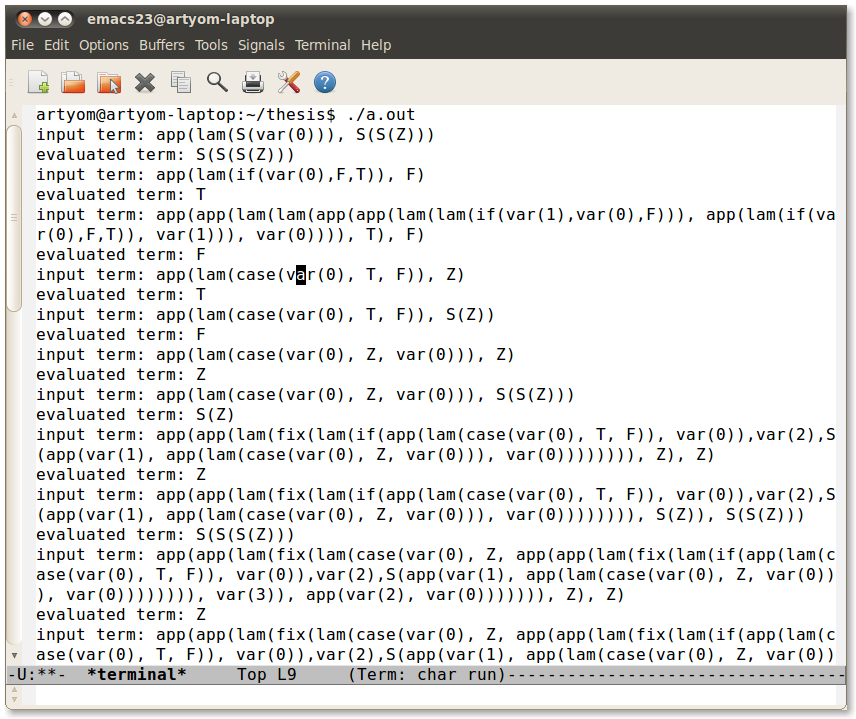 emacs23@artyom-laptop
File Edit Options Buffers Tools Signals Terminal Help
artyom@artyom-laptop:~/thesis$ ./a.out
input term: app(lam(S(var(0))), S(S(Z)))
evaluated term: S(S(S(Z)))
input term: app(lam(if(var(0),F,T)), F)
evaluated term: T
input term: app(app(lam(lam(app(app(lam(lam(if(var(1),var(0),F))), app(lam(if(va
r(0),F,T)), var(1))), var(0)))), T), F)
evaluated term: F
input term: app(lam(case(var(0), T, F)), Z)
evaluated term: T
input term: app(lam(case(var(0), T, F)), S(Z))
evaluated term: F
input term: app(lam(case(var(0), Z, var(0))), Z)
evaluated term: Z
input term: app(lam(case(var(0), Z, var(0))), S(S(Z)))
evaluated term: S(Z)
input term: app(app(lam(fix(lam(if(app(lam(case(var(0), T, F)), var(0)),var(2),S
(app(var(1), app(lam(case(var(0), Z, var(0))), var(0)))))))), Z), Z)
evaluated term: Z
input term: app(app(lam(fix(lam(if(app(lam(case(var(0), T, F)), var(0)),var(2),S
(app(var(1), app(lam(case(var(0), Z, var(0))), var(0)))))))), S(Z)), S(S(Z)))
evaluated term: S(S(S(Z)))
input term: app(app(lam(fix(lam(case(var(0), Z, app(app(lam(fix(lam(if(app(lam(c
ase(var(0), T, F)), var(0)),var(2),S(app(var(1), app(lam(case(var(0), Z, var(0))
), var(0)))))))), var(3)), app(var(2), var(0))))))), Z), Z)
evaluated term: Z
input term: app(app(lam(fix(lam(case(var(0), Z, app(app(lam(fix(lam(if(app(lam(c
ase(var(0), T, F)), var(0)),var(2),S(app(var(1), app(lam(case(var(0), Z, var(0))
-U:**-  *terminal*     Top L9     (Term: char run)----------------------------------